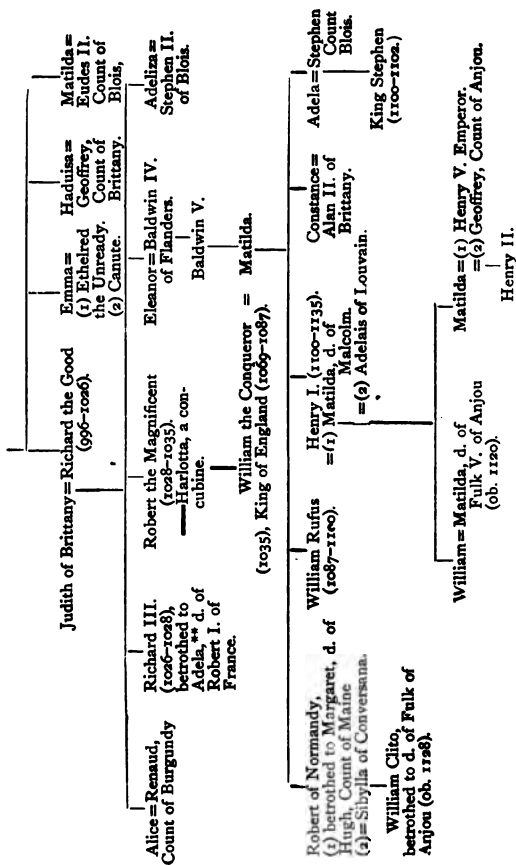 Judith of Brittany=Richard the Good
(996-1026).
Emma=
(1) Ethelred
the Unready.
(2) Canute.
Haduisa=
Geoffrey,
Count of
Brittany.
Matilda=
Eudes II.
Count of
Blois,
Alice=Renaud,
Count of Burgundy
Richard III.
(1026-1028),
betrothed to
Adela,** d. of
Robert I. of
France.
Robert the Magnificent
(1028-1035).
Harlotta, a con-
cubine.
Eleanor=Baldwin IV.
of Flanders.
Baldwin V.
Adeliza=
Stephen II.
of Blois.
William the Conqueror =
(1035), King of England (1069-1087).
Matilda.
Robert of Normandy,
(1) betrothed to Margaret, d. of
Hugh, Count of Maine
(2)=Sibylla of Conversana.
William Rufus
(1087-1100).
Henry I. (1100-1135).
=(1) Matilda, d. of
Malcolm.
=(2) Adelais of Louvain.
Constance=
Alan II. of
Brittany.
Adela=Stephen
Count
Blois.
King Stephen
(1100-1102.)
William Clito,
betrothed to d. of Fulk of
Anjou (ob. 1128).
William=Matilda, d. of
Fulk V. of Anjou
(ob. 1120).
Matilda=(1) Henry V. Emperor.
=(2) Geoffrey, Count of Anjou.
Henry II.